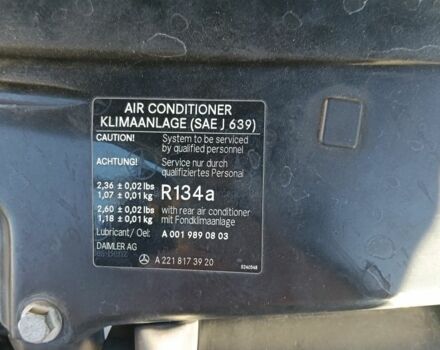 AIR CONDITIONER
KLIMAANLAGE (SAE J 639)
CAUTION! System to be serviced
by qualified personnel
ACHTUNG! Service nur durch
qualifiziertes Personal
2,36 ± 0,02 lbs
1,07 ± 0,01 kg R134a
2,60 ± 0,02 lbs with rear air conditioner
1,18 ± 0,01 kg mit Fondklimaanlage
Lubricant/ Oel: A 001 989 08 03
DAIMLER AG
A 221 817 39 20